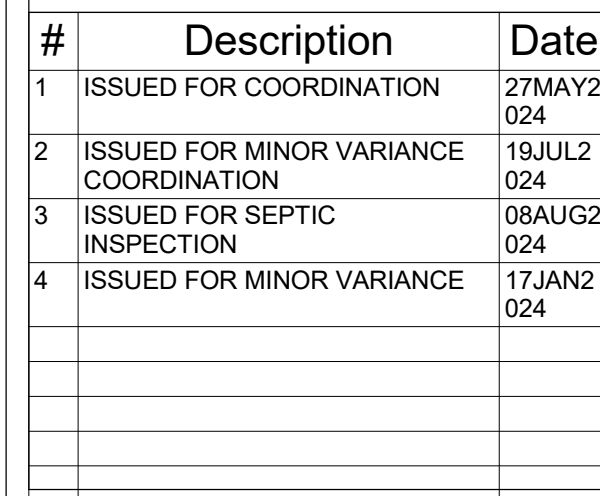 # Description Date
1 ISSUED FOR COORDINATION 27MAY2
024
2 ISSUED FOR MINOR VARIANCE 19JUL2
COORDINATION 024
3 ISSUED FOR SEPTIC 08AUG2
INSPECTION 024
4 ISSUED FOR MINOR VARIANCE 17JAN2
024